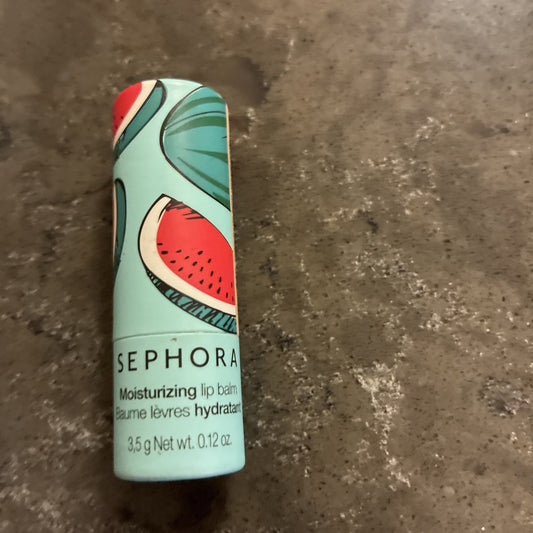 SEPHORA
Moisturizing lip balm
Baume lèvres hydratant
3,5 g Net wt. 0.12 oz.